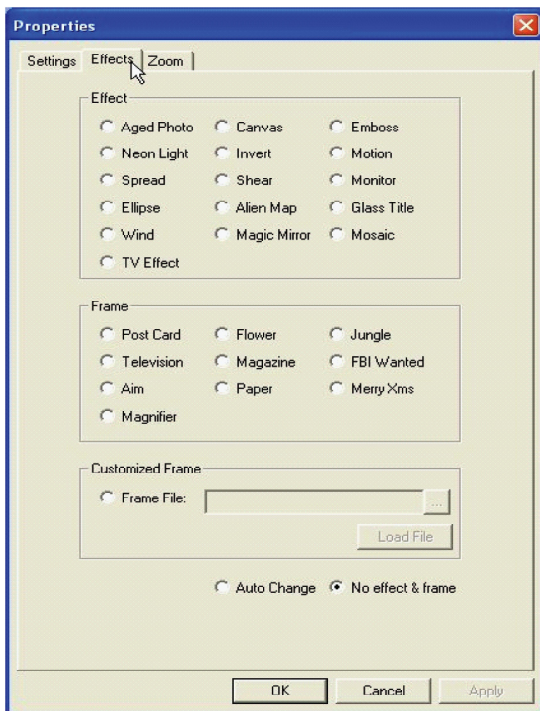 Properties
Settings Effects Zoom
Effect
Aged Photo Canvas Emboss
Neon Light Invert Motion
Spread Shear Monitor
Ellipse Alien Map Glass Title
Wind Magic Mirror Mosaic
TV Effect
Frame
Post Card Flower Jungle
Television Magazine FBI Wanted
Aim Paper Merry Xms
Magnifier
Customized Frame
Frame File: ...
Load File
Auto Change No effect & frame
OK Cancel Apply